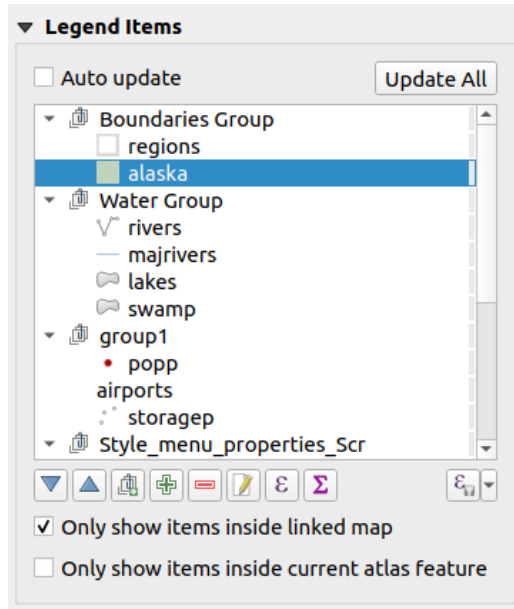 Legend Items
Auto update
Update All
Boundaries Group
regions
alaska
Water Group
rivers
majrivers
lakes
swamp
group1
popp
airports
storagep
Style_menu_properties_Scr
ε Σ ε
Only show items inside linked map
Only show items inside current atlas feature